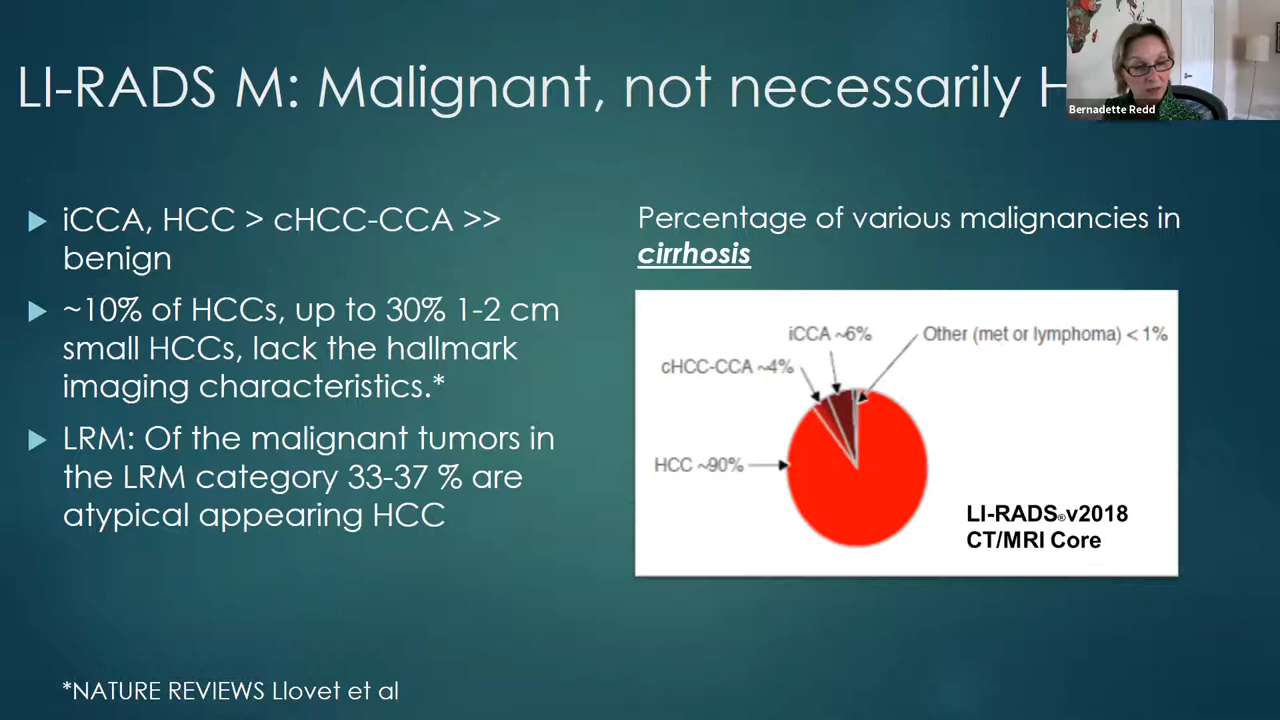 LI-RADS M: Malignant, not necessarily
Bernadette Redd
iCCA, HCC > cHCC-CCA >>
benign
~10% of HCCs, up to 30% 1-2 cm
small HCCs, lack the hallmark
imaging characteristics.*
LRM: Of the malignant tumors in
the LRM category 33-37 % are
atypical appearing HCC
Percentage of various malignancies in
cirrhosis
iCCA ~6%
Other (met or lymphoma) < 1%
cHCC-CCA ~4%
HCC ~90%
LI-RADS®v2018
CT/MRI Core
*NATURE REVIEWS Llovet et al